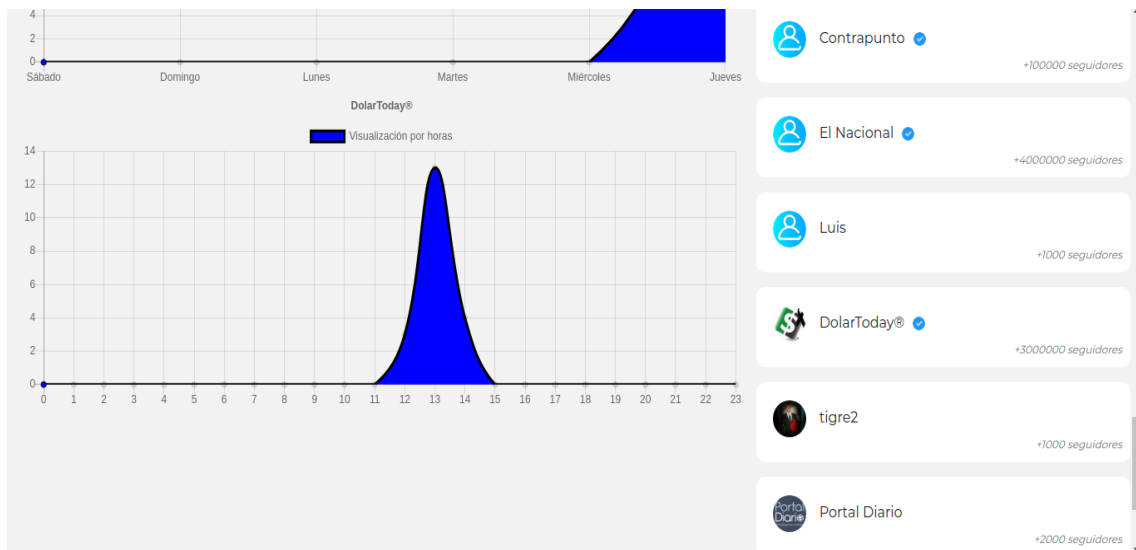 4
2
0
Sábado Domingo Lunes Martes Miércoles Jueves
DolarToday®
Visualización por horas
14
12
10
8
6
4
2
0
0 1 2 3 4 5 6 7 8 9 10 11 12 13 14 15 16 17 18 19 20 21 22 23
Contrapunto
+100000 seguidores
El Nacional
+4000000 seguidores
Luis
+1000 seguidores
DolarToday®
+3000000 seguidores
tigre2
+1000 seguidores
Portal Diario
Portal
Diario
+2000 seguidores